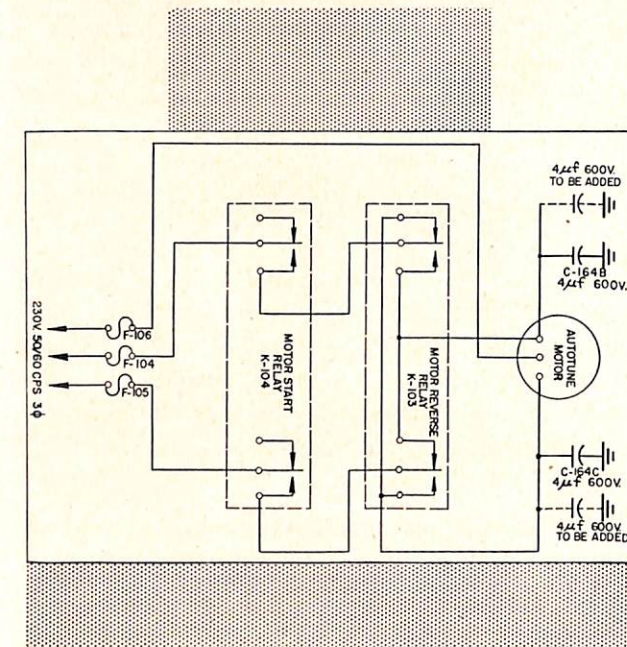 4µf 600V.
TO BE ADDED
C-164B
4µf 600V.
AUTOTUNE
MOTOR
C-164C
4µf 600V.
4µf 600V.
TO BE ADDED
MOTOR REVERSE
RELAY
K-103
MOTOR START
RELAY
K-104
F-106
F-104
F-105
230V. 50/60 CPS 3ϕ